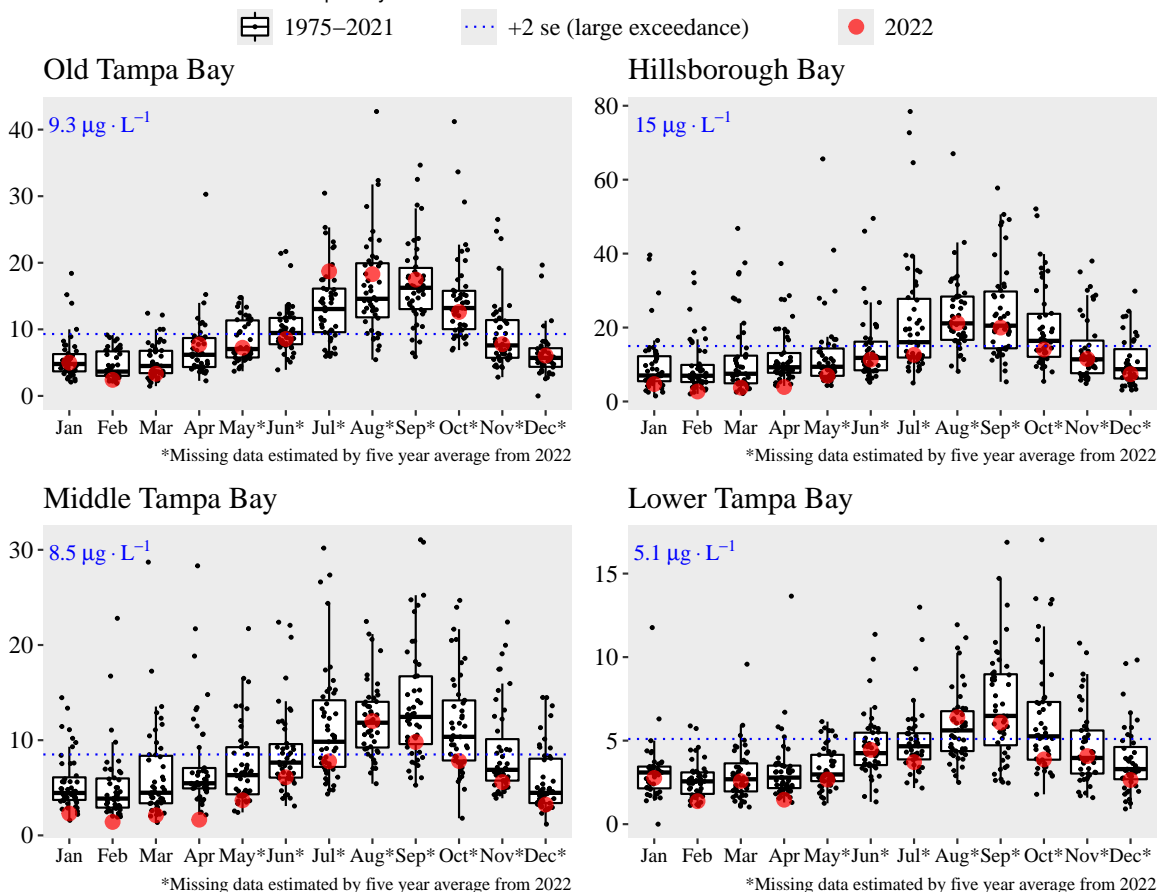 1975–2021 +2 se (large exceedance) 2022
Old Tampa Bay
9.3 μg · L⁻¹
40
30
20
10
0
Jan Feb Mar Apr May* Jun* Jul* Aug* Sep* Oct* Nov* Dec*
*Missing data estimated by five year average from 2022
Hillsborough Bay
15 μg · L⁻¹
80
60
40
20
0
Jan Feb Mar Apr May* Jun* Jul* Aug* Sep* Oct* Nov* Dec*
*Missing data estimated by five year average from 2022
Middle Tampa Bay
8.5 μg · L⁻¹
30
20
10
0
Jan Feb Mar Apr May* Jun* Jul* Aug* Sep* Oct* Nov* Dec*
*Missing data estimated by five year average from 2022
Lower Tampa Bay
5.1 μg · L⁻¹
15
10
5
0
Jan Feb Mar Apr May* Jun* Jul* Aug* Sep* Oct* Nov* Dec*
*Missing data estimated by five year average from 2022